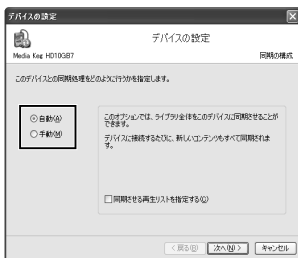 デバイスの設定
デバイスの設定
Media Keg HD10GB7
同期の構成
このデバイスとの同期処理をどのように行うかを指定します。
自動(A)
手動(M)
このオプションでは、ライブラリ全体をこのデバイスに同期させることが
できます。
デバイスに接続するたびに、新しいコンテンツもすべて同期されま
す。
同期させる再生リストを指定する(C)
< 戻る(B)
次へ(N) >
キャンセル